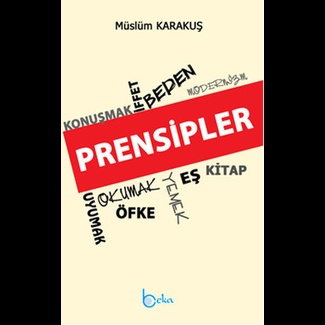 Müslüm KARAKUŞ
İFFET
BEDEN
MODERNİZM
KONUŞMAK
PRENSİPLER
UYUMAK
OKUMAK
YEMEK
EŞ
KİTAP
ÖFKE
beka